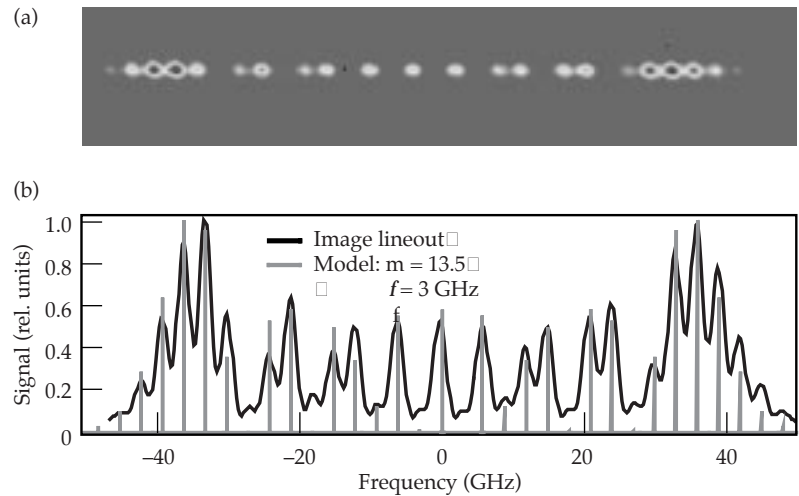 (a)
(b)
Signal (rel. units)
1.0
0.8
0.6
0.4
0.2
0
Image lineout□
Model: m = 13.5□
□ f = 3 GHz
f
–40 –20 0 20 40
Frequency (GHz)